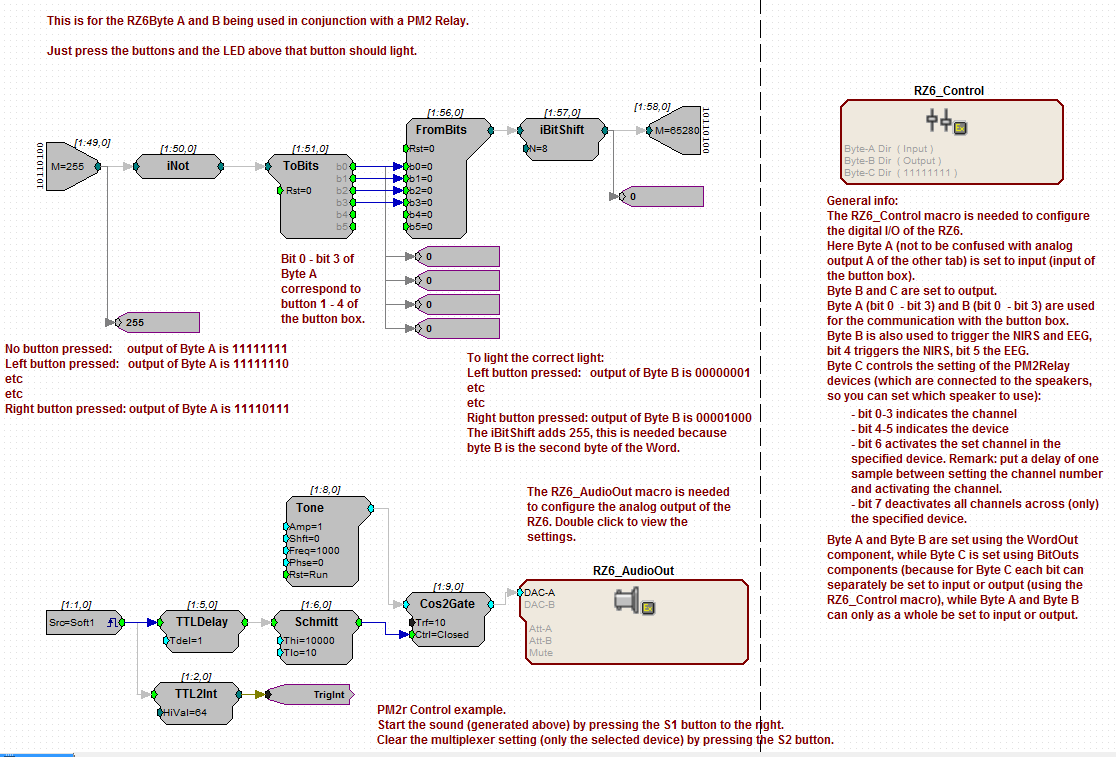 This is for the RZ6Byte A and B being used in conjunction with a PM2 Relay.
Just press the buttons and the LED above that button should light.
[1:49,0]
10110100
M=255
[1:50,0]
iNot
[1:51,0]
ToBits
Rst=0
b0
b1
b2
b3
b4
b5
[1:56,0]
FromBits
Rst=0
b0=0
b1=0
b2=0
b3=0
b4=0
b5=0
[1:57,0]
iBitShift
N=8
[1:58,0]
M=65280
10110100
0
0
0
0
0
255
Bit 0 - bit 3 of
Byte A
correspond to
button 1 - 4 of
the button box.
No button pressed: output of Byte A is 11111111
Left button pressed: output of Byte A is 11111110
etc
etc
Right button pressed: output of Byte A is 11110111
To light the correct light:
Left button pressed: output of Byte B is 00000001
etc
etc
Right button pressed: output of Byte B is 00001000
The iBitShift adds 255, this is needed because
byte B is the second byte of the Word.
[1:8,0]
Tone
Amp=1
Shft=0
Freq=1000
Phse=0
Rst=Run
The RZ6_AudioOut macro is needed
to configure the analog output of the
RZ6. Double click to view the
settings.
[1:1,0]
Src=Soft1
[1:5,0]
TTLDelay
Tdel=1
[1:6,0]
Schmitt
Thi=10000
Tlo=10
[1:9,0]
Cos2Gate
Trf=10
Ctrl=Closed
RZ6_AudioOut
DAC-A
DAC-B
Att-A
Att-B
Mute
[1:2,0]
TTL2Int
HiVal=64
TrigInt
PM2r Control example.
Start the sound (generated above) by pressing the S1 button to the right.
Clear the multiplexer setting (only the selected device) by pressing the S2 button.
RZ6_Control
Byte-A Dir ( Input )
Byte-B Dir ( Output )
Byte-C Dir ( 11111111 )
General info:
The RZ6_Control macro is needed to configure
the digital I/O of the RZ6.
Here Byte A (not to be confused with analog
output A of the other tab) is set to input (input of
the button box).
Byte B and C are set to output.
Byte A (bit 0 - bit 3) and B (bit 0 - bit 3) are used
for the communication with the button box.
Byte B is also used to trigger the NIRS and EEG,
bit 4 triggers the NIRS, bit 5 the EEG.
Byte C controls the setting of the PM2Relay
devices (which are connected to the speakers,
so you can set which speaker to use):
- bit 0-3 indicates the channel
- bit 4-5 indicates the device
- bit 6 activates the set channel in the
specified device. Remark: put a delay of one
sample between setting the channel number
and activating the channel.
- bit 7 deactivates all channels across (only)
the specified device.
Byte A and Byte B are set using the WordOut
component, while Byte C is set using BitOuts
components (because for Byte C each bit can
separately be set to input or output (using the
RZ6_Control macro), while Byte A and Byte B
can only as a whole be set to input or output.